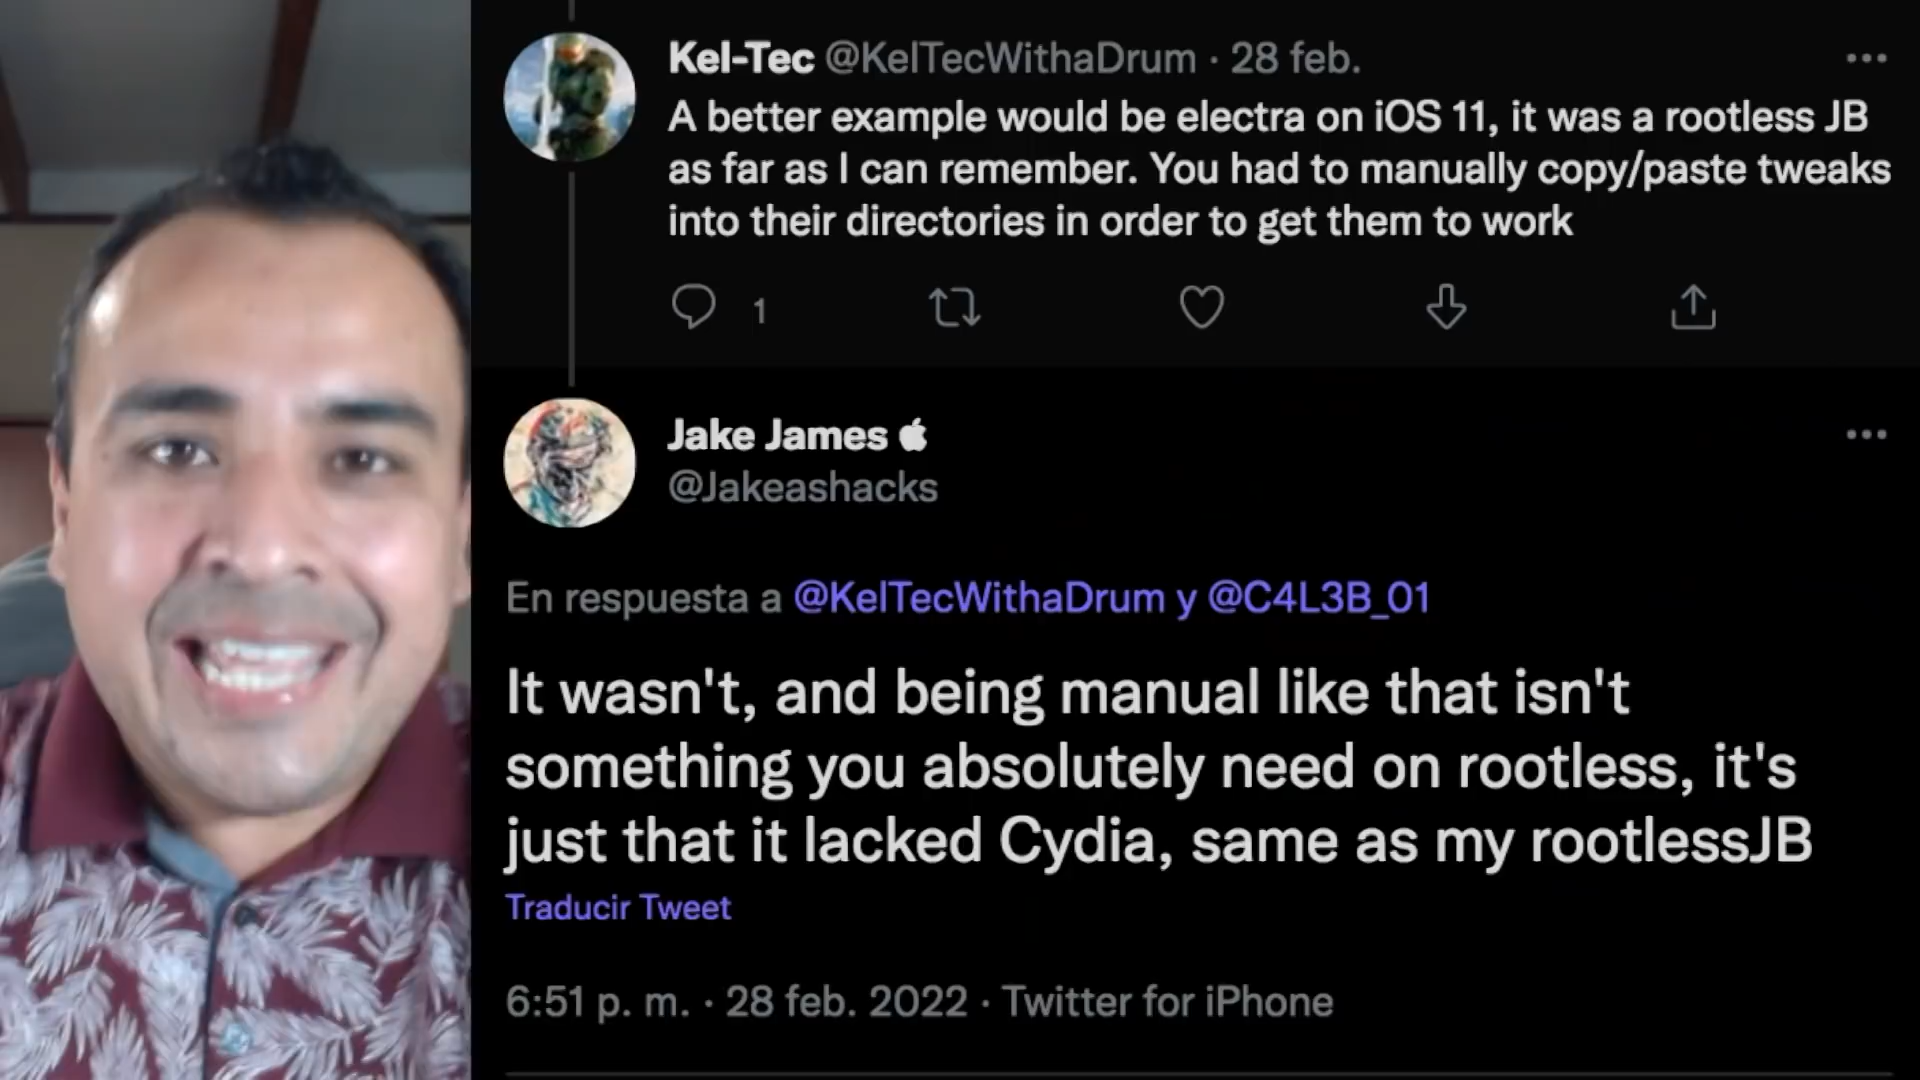 Kel-Tec @KelTecWithaDrum · 28 feb.
A better example would be electra on iOS 11, it was a rootless JB
as far as I can remember. You had to manually copy/paste tweaks
into their directories in order to get them to work
1
Jake James
@Jakeashacks
En respuesta a @KelTecWithaDrum y @C4L3B_01
It wasn't, and being manual like that isn't
something you absolutely need on rootless, it's
just that it lacked Cydia, same as my rootlessJB
Traducir Tweet
6:51 p. m. · 28 feb. 2022 · Twitter for iPhone